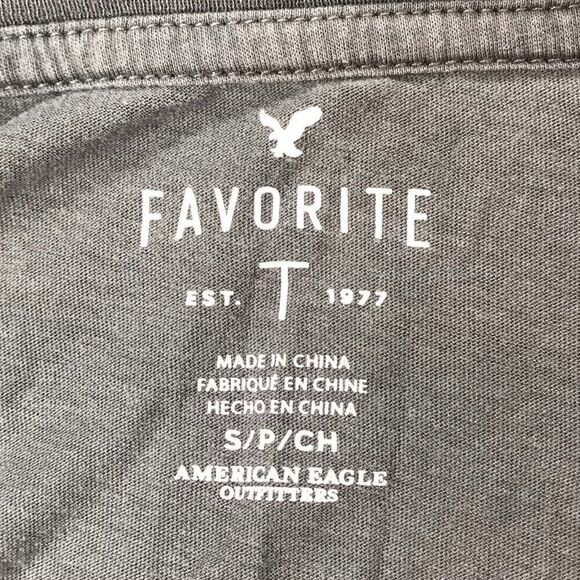 FAVORITE
EST. T 1977
MADE IN CHINA
FABRIQUÉ EN CHINE
HECHO EN CHINA
S/P/CH
AMERICAN EAGLE
OUTFITTERS